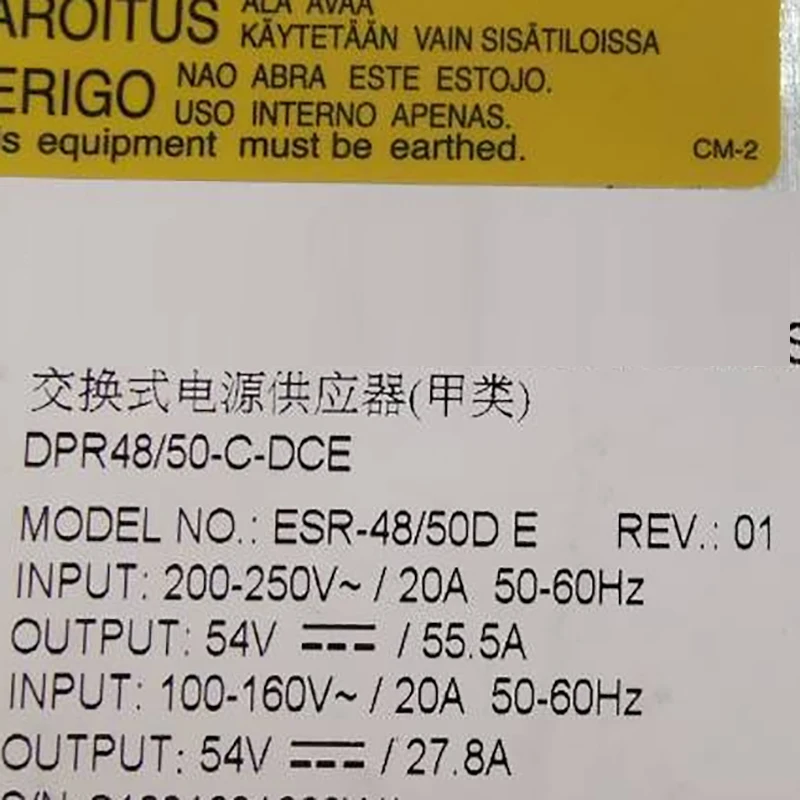 ÄLÄ AVAA
AROITUS KÄYTETÄÄN VAIN SISÄTILOISSA
ERIGO NAO ABRA ESTE ESTOJO.
USO INTERNO APENAS.
is equipment must be earthed.
CM-2
交换式电源供应器(甲类)
DPR48/50-C-DCE
MODEL NO.: ESR-48/50D E REV.: 01
INPUT: 200-250V~ / 20A 50-60Hz
OUTPUT: 54V ⎓ / 55.5A
INPUT: 100-160V~ / 20A 50-60Hz
OUTPUT: 54V ⎓ / 27.8A